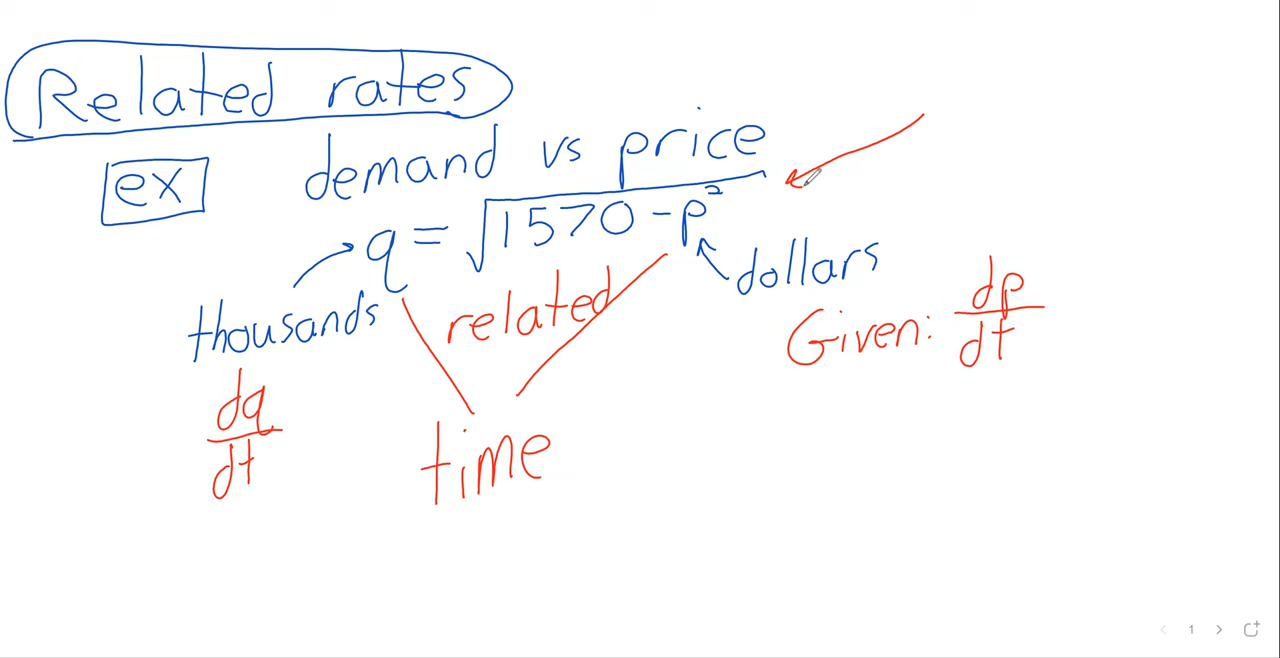 Related rates
ex demand vs price
q = √1570 - p²
thousands
related
dollars
Given: dp/dt
dq/dt
time
1